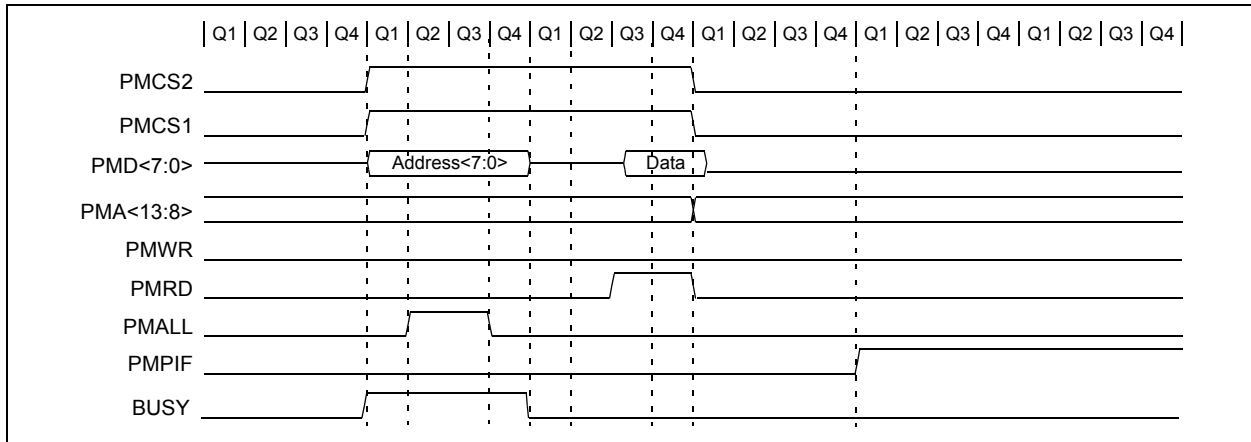 | Q1 | Q2 | Q3 | Q4 | Q1 | Q2 | Q3 | Q4 | Q1 | Q2 | Q3 | Q4 | Q1 | Q2 | Q3 | Q4 | Q1 | Q2 | Q3 | Q4 | Q1 | Q2 | Q3 | Q4 |
PMCS2
PMCS1
PMD<7:0> Address<7:0> Data
PMA<13:8>
PMWR
PMRD
PMALL
PMPIF
BUSY